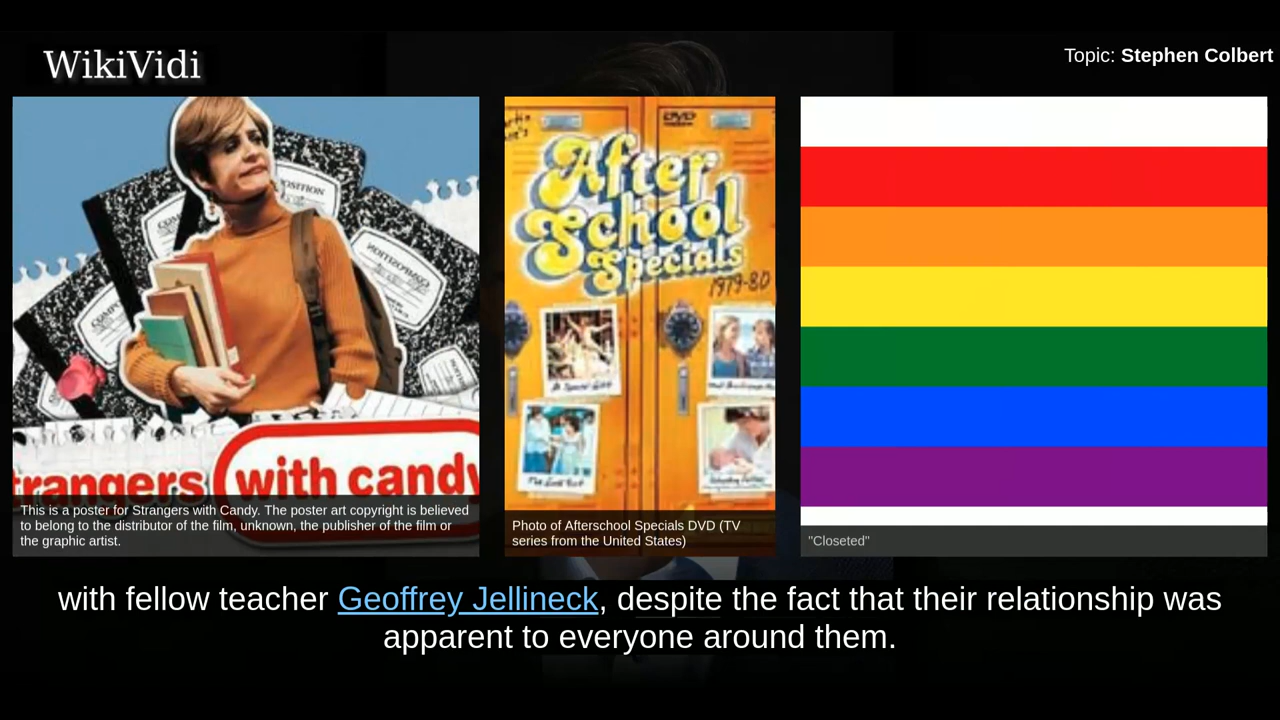 WikiVidi
Topic: Stephen Colbert
COMPOSITION
trangers with candy
This is a poster for Strangers with Candy. The poster art copyright is believed
to belong to the distributor of the film, unknown, the publisher of the film or
the graphic artist.
DVD
After
School
Specials
1979-80
Photo of Afterschool Specials DVD (TV
series from the United States)
"Closeted"
with fellow teacher Geoffrey Jellineck, despite the fact that their relationship was
apparent to everyone around them.